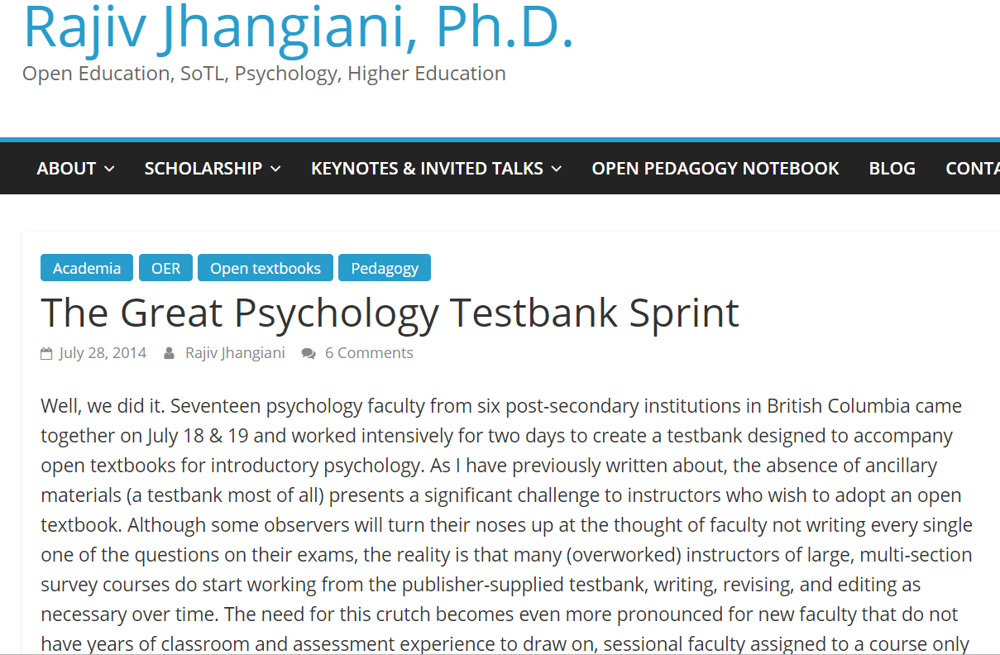 Rajiv Jhangiani, Ph.D.
Open Education, SoTL, Psychology, Higher Education
ABOUT SCHOLARSHIP KEYNOTES & INVITED TALKS OPEN PEDAGOGY NOTEBOOK BLOG CONTA
Academia OER Open textbooks Pedagogy
The Great Psychology Testbank Sprint
July 28, 2014 Rajiv Jhangiani 6 Comments
Well, we did it. Seventeen psychology faculty from six post-secondary institutions in British Columbia came
together on July 18 & 19 and worked intensively for two days to create a testbank designed to accompany
open textbooks for introductory psychology. As I have previously written about, the absence of ancillary
materials (a testbank most of all) presents a significant challenge to instructors who wish to adopt an open
textbook. Although some observers will turn their noses up at the thought of faculty not writing every single
one of the questions on their exams, the reality is that many (overworked) instructors of large, multi-section
survey courses do start working from the publisher-supplied testbank, writing, revising, and editing as
necessary over time. The need for this crutch becomes even more pronounced for new faculty that do not
have years of classroom and assessment experience to draw on, sessional faculty assigned to a course only